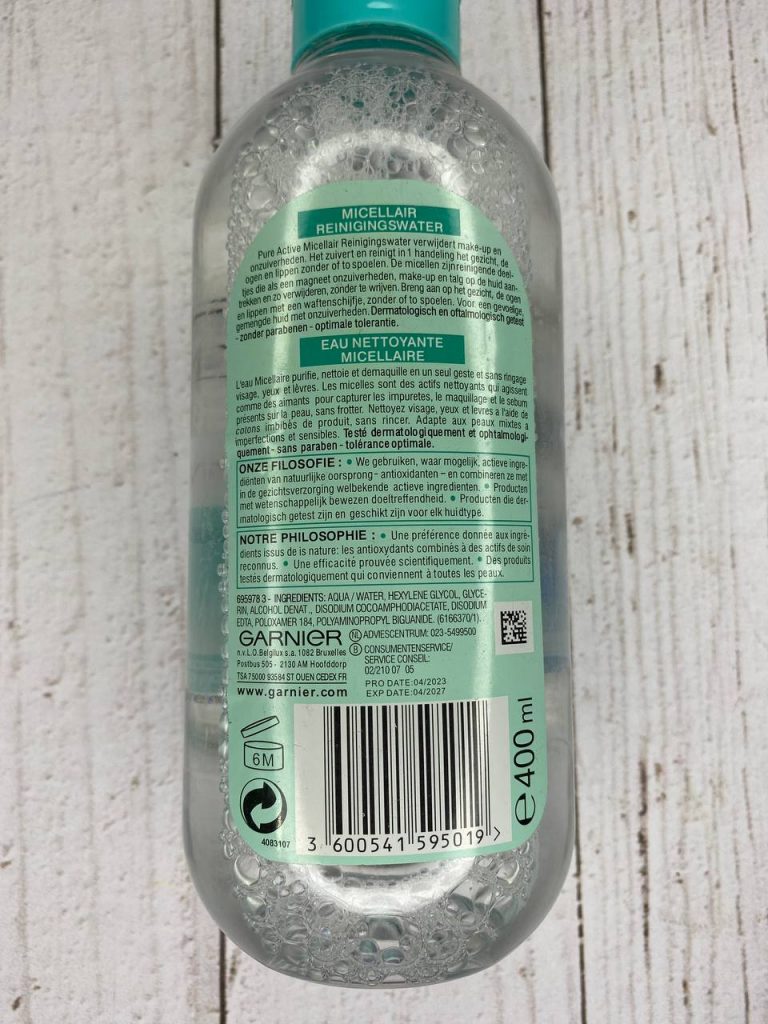 MICELLAIR
REINIGINGSWATER
Pure Active Micellair Reinigingswater verwijdert make-up en
onzuiverheden. Het zuivert en reinigt in 1 handeling het gezicht, de
ogen en lippen zonder of to spoelen. De micellen zijnreinigende deel-
tjes die als een magneet onzuiverheden, make-up en talg op de huid aan-
trekken en zo verwijderen, zonder te wrijven. Breng aan op het gezicht, de ogen
en lippen met een waftenschijfje, zonder of to spoelen. Voor een gevoelige,
gemengde huid met onzuiverheden. Dermatologisch en oftalmologisch getest
- zonder parabenen - optimale tolerantie.
EAU NETTOYANTE
MICELLAIRE
L'eau Micellaire purifie, nettoie et demaquille en un seul geste et sans ringage
visage, yeux et lèvres. Les micelles sont des actifs nettoyants qui agissent
comme des aimants pour capturer les impuretes, le maquillage et le sebum
présents sur la peau, sans frotter. Nettoyez visage, yeux et levres a l'aide de
cotons imbibés de produit, sans rincer. Adapte aux peaux mixtes a
imperfections et sensibles. Testé dermatologiquement et ophtalmologi-
quement - sans paraben - tolérance optimale.
ONZE FILOSOFIE : • We gebruiken, waar mogelijk, actieve ingre-
diënten van natuurlijke oorsprong - antioxidanten – en combineren ze met
in de gezichtsverzorging welbekende actieve ingredienten. • Producten
met wetenschappelijk bewezen doeltreffendheid. • Producten die der-
matologisch getest zijn en geschikt zijn voor elk huidtype.
NOTRE PHILOSOPHIE : • Une préférence donnée aux ingré-
dients issus de is nature: les antioxydants combinés à des actifs de soin
reconnus. • Une efficacité prouvée scientifiquement. • Des produits
testés dermatologiquement qui conviennent à toutes les peaux.
695978 3 - INGREDIENTS: AQUA / WATER, HEXYLENE GLYCOL, GLYCE-
RIN, ALCOHOL DENAT., DISODIUM COCOAMPHODIACETATE, DISODIUM
EDTA, POLOXAMER 184, POLYAMINOPROPYL BIGUANIDE. (6166370/1).
GARNIER
n.v.L.O.Belgilux s.a. 1082 Bruxelles
Postbus 505 - 2130 AM Hoofddorp
TSA 75000 93584 ST OUEN CEDEX FR
www.garnier.com
NL ADVIESCENTRUM: 023-5499500
B CONSUMENTENSERVICE/
SERVICE CONSEIL:
02/210 07 05
PRO DATE:04/2023
EXP DATE:04/2027
6M
4083107
3 600541 595019 >
e 400 ml